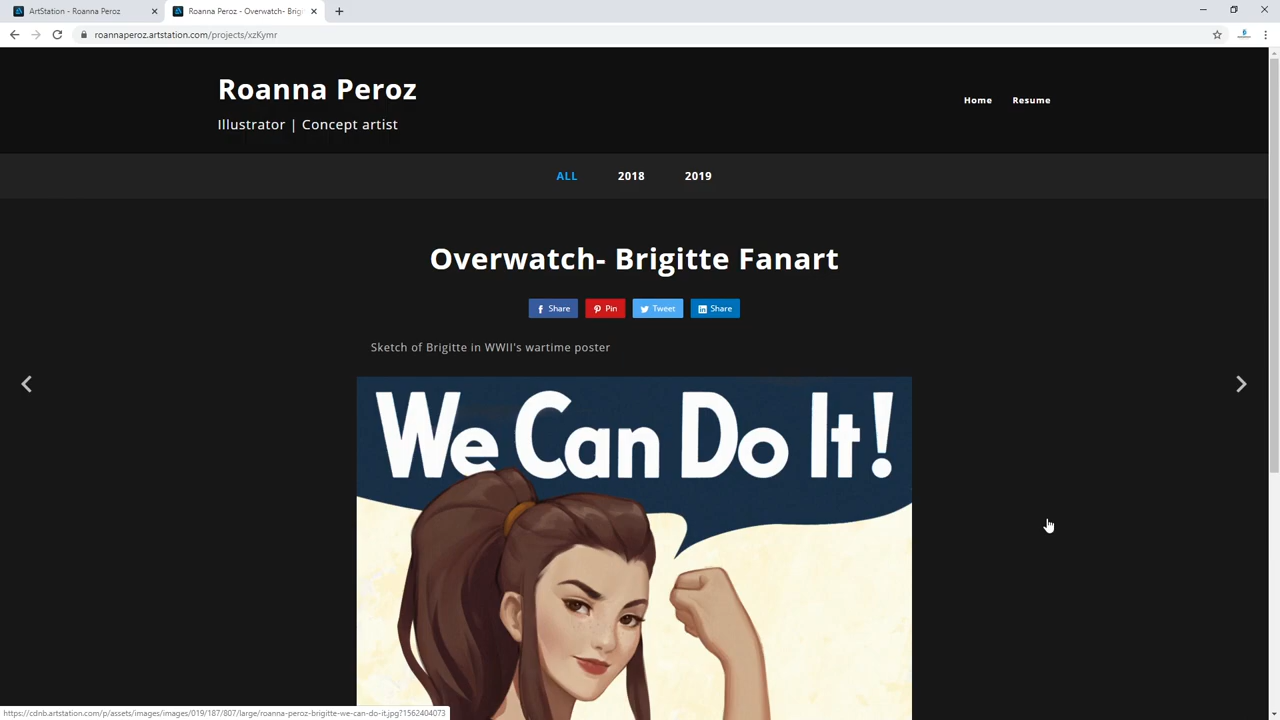 ArtStation - Roanna Peroz
Roanna Peroz - Overwatch- Brig
roannaperoz.artstation.com/projects/xzKymr
Roanna Peroz
Illustrator | Concept artist
Home Resume
ALL 2018 2019
Overwatch- Brigitte Fanart
Share Pin Tweet Share
Sketch of Brigitte in WWII's wartime poster
We Can Do It!
https://cdnb.artstation.com/p/assets/images/images/019/187/807/large/roanna-peroz-brigitte-we-can-do-it.jpg?1562404073